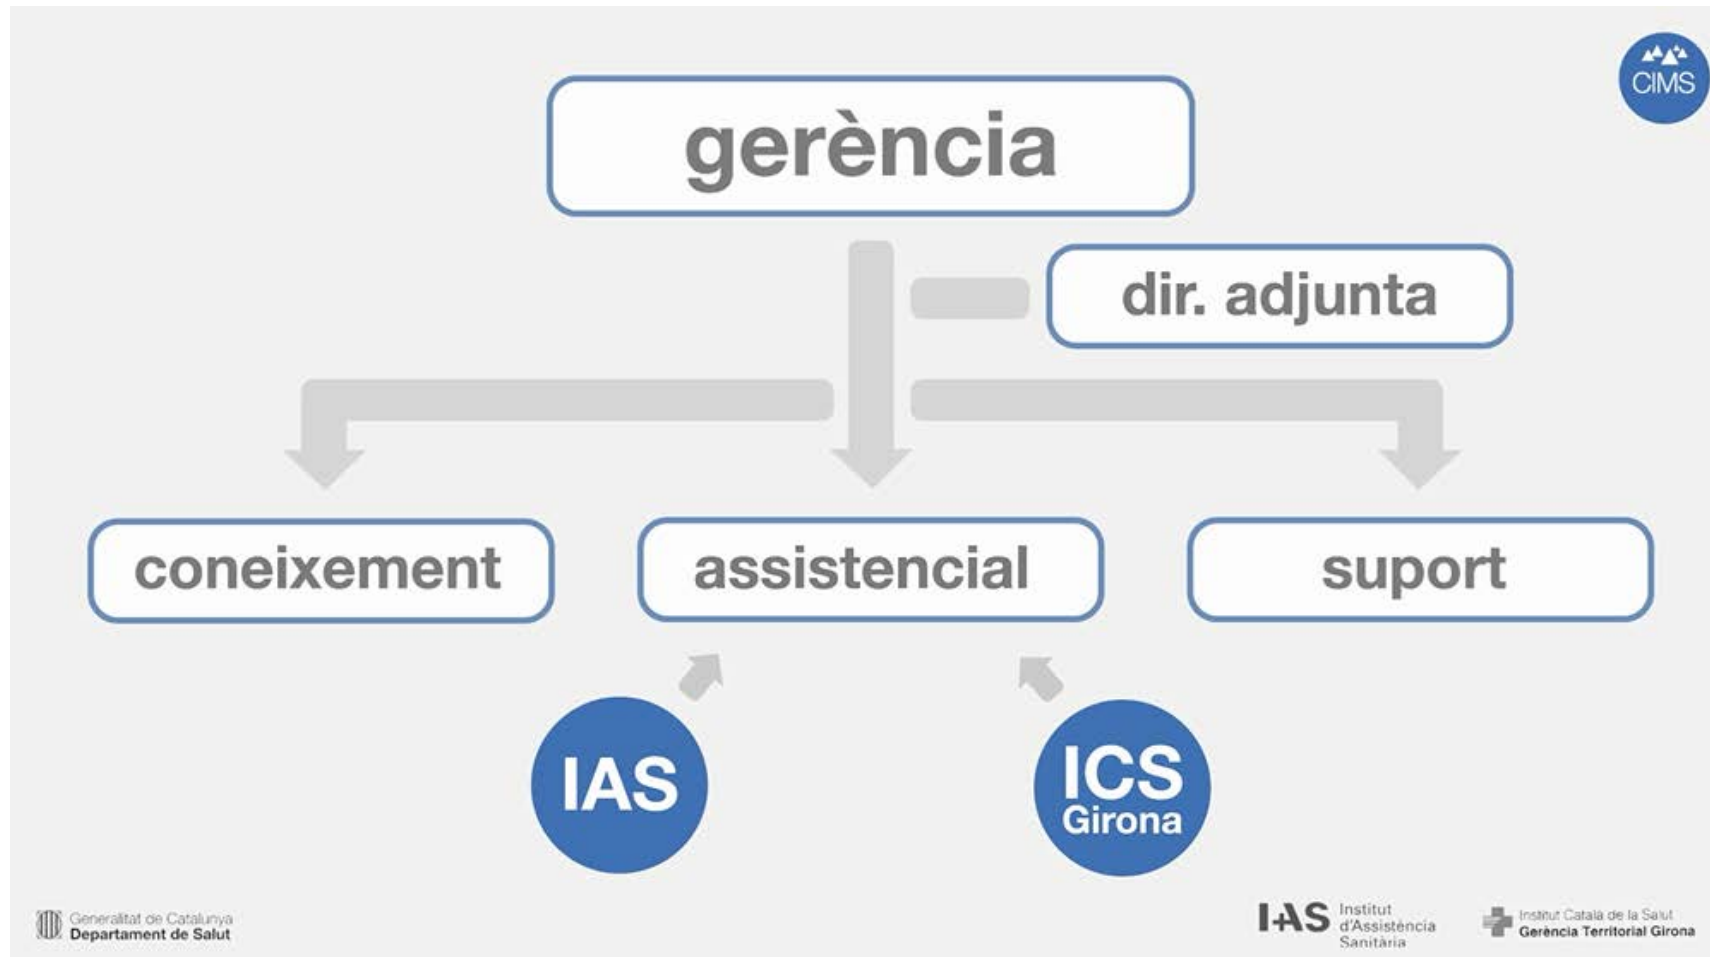 CIMS
gerència
dir. adjunta
coneixement
assistencial
suport
IAS
ICS
Girona
Generalitat de Catalunya
Departament de Salut
IAS
Institut
d'Assistència
Sanitària
Institut Català de la Salut
Gerència Territorial Girona